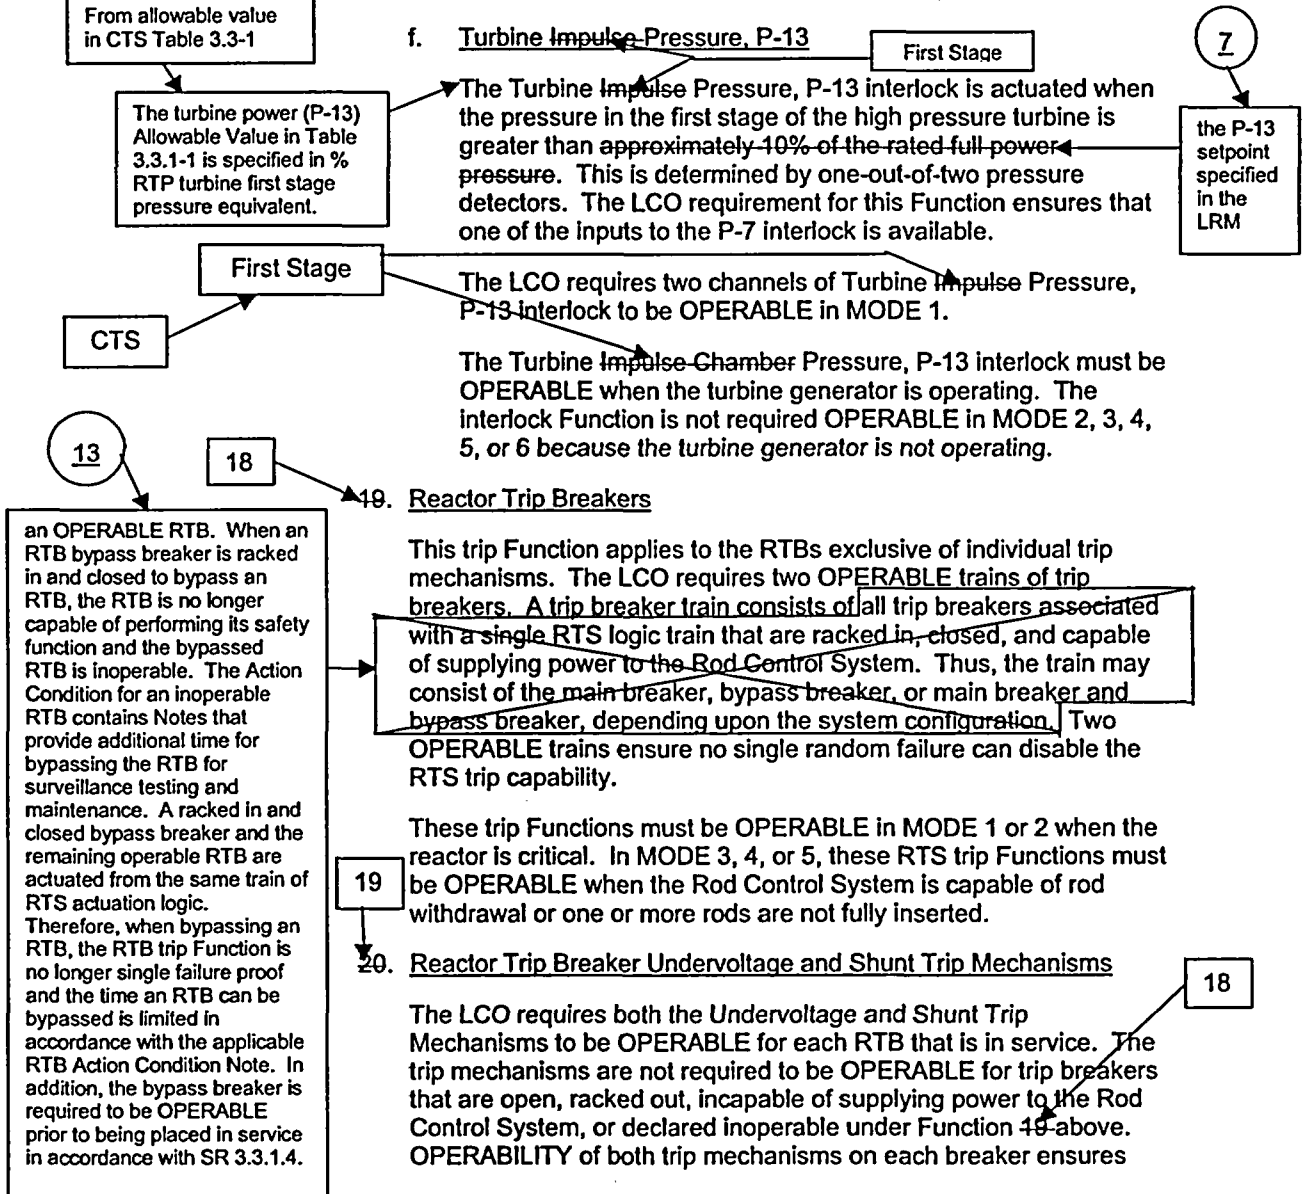 From allowable value
in CTS Table 3.3-1
f. Turbine Impulse Pressure, P-13
First Stage
7
The turbine power (P-13)
Allowable Value in Table
3.3.1-1 is specified in %
RTP turbine first stage
pressure equivalent.
The Turbine Impulse Pressure, P-13 interlock is actuated when
the pressure in the first stage of the high pressure turbine is
greater than approximately 10% of the rated full power
pressure. This is determined by one-out-of-two pressure
detectors. The LCO requirement for this Function ensures that
one of the inputs to the P-7 interlock is available.
the P-13
setpoint
specified
in the
LRM
First Stage
CTS
The LCO requires two channels of Turbine Impulse Pressure,
P-13 interlock to be OPERABLE in MODE 1.
The Turbine Impulse Chamber Pressure, P-13 interlock must be
OPERABLE when the turbine generator is operating. The
interlock Function is not required OPERABLE in MODE 2, 3, 4,
5, or 6 because the turbine generator is not operating.
13
18
19. Reactor Trip Breakers
an OPERABLE RTB. When an
RTB bypass breaker is racked
in and closed to bypass an
RTB, the RTB is no longer
capable of performing its safety
function and the bypassed
RTB is inoperable. The Action
Condition for an inoperable
RTB contains Notes that
provide additional time for
bypassing the RTB for
surveillance testing and
maintenance. A racked in and
closed bypass breaker and the
remaining operable RTB are
actuated from the same train of
RTS actuation logic.
Therefore, when bypassing an
RTB, the RTB trip Function is
no longer single failure proof
and the time an RTB can be
bypassed is limited in
accordance with the applicable
RTB Action Condition Note. In
addition, the bypass breaker is
required to be OPERABLE
prior to being placed in service
in accordance with SR 3.3.1.4.
This trip Function applies to the RTBs exclusive of individual trip
mechanisms. The LCO requires two OPERABLE trains of trip
breakers. A trip breaker train consists of all trip breakers associated
with a single RTS logic train that are racked in, closed, and capable
of supplying power to the Rod Control System. Thus, the train may
consist of the main breaker, bypass breaker, or main breaker and
bypass breaker, depending upon the system configuration. Two
OPERABLE trains ensure no single random failure can disable the
RTS trip capability.
These trip Functions must be OPERABLE in MODE 1 or 2 when the
reactor is critical. In MODE 3, 4, or 5, these RTS trip Functions must
be OPERABLE when the Rod Control System is capable of rod
withdrawal or one or more rods are not fully inserted.
19
20. Reactor Trip Breaker Undervoltage and Shunt Trip Mechanisms
18
The LCO requires both the Undervoltage and Shunt Trip
Mechanisms to be OPERABLE for each RTB that is in service. The
trip mechanisms are not required to be OPERABLE for trip breakers
that are open, racked out, incapable of supplying power to the Rod
Control System, or declared inoperable under Function 19 above.
OPERABILITY of both trip mechanisms on each breaker ensures